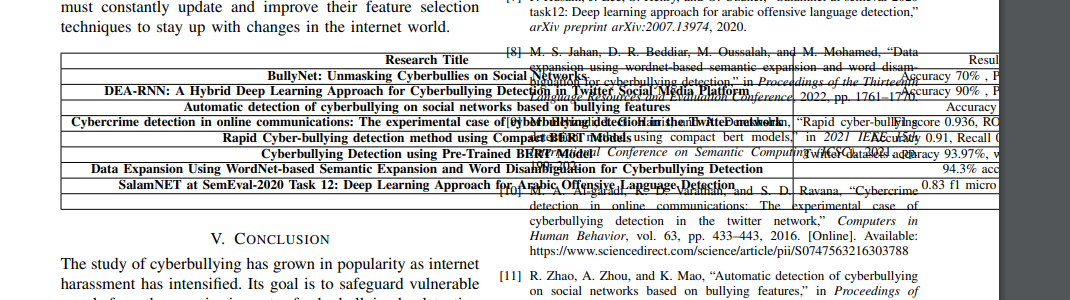 must constantly update and improve their feature selection
techniques to stay up with changes in the internet world.
Research Title
BullyNet: Unmasking Cyberbullies on Social Networks
DEA-RNN: A Hybrid Deep Learning Approach for Cyberbullying Detection in Twitter Social Media Platform
Automatic detection of cyberbullying on social networks based on bullying features
Cybercrime detection in online communications: The experimental case of cyberbullying detection in the Twitter network
Rapid Cyber-bullying detection method using Compact BERT Models
Cyberbullying Detection using Pre-Trained BERT Model
Data Expansion Using WordNet-based Semantic Expansion and Word Disambiguation for Cyberbullying Detection
SalamNET at SemEval-2020 Task 12: Deep Learning Approach for Arabic Offensive Language Detection
Resul
Accuracy 70% , P
Accuracy 90% , P
Accuracy
F1 score 0.936, RO
Accuracy 0.91, Recall
Twitter dataset accuracy 93.97%, w
94.3% acc
0.83 f1 micro
V. CONCLUSION
The study of cyberbullying has grown in popularity as internet
harassment has intensified. Its goal is to safeguard vulnerable
task12: Deep learning approach for arabic offensive language detection,"
arXiv preprint arXiv:2007.13974, 2020.
[8] M. S. Jahan, D. R. Beddiar, M. Oussalah, and M. Mohamed, "Data
expansion using wordnet-based semantic expansion and word disam-
biguation for cyberbullying detection," in Proceedings of the Thirteenth
Language Resources and Evaluation Conference, 2022, pp. 1761–1770.
"Rapid cyber-bullying
detection method using compact bert models," in 2021 IEEE 15th
International Conference on Semantic Computing (ICSC), 2021, pp.
[10] M. A. Al-garadi, K. D. Varathan, and S. D. Ravana, "Cybercrime
detection in online communications: The experimental case of
cyberbullying detection in the twitter network," Computers in
Human Behavior, vol. 63, pp. 433–443, 2016. [Online]. Available:
https://www.sciencedirect.com/science/article/pii/S0747563216303788
[11] R. Zhao, A. Zhou, and K. Mao, "Automatic detection of cyberbullying
on social networks based on bullying features," in Proceedings of